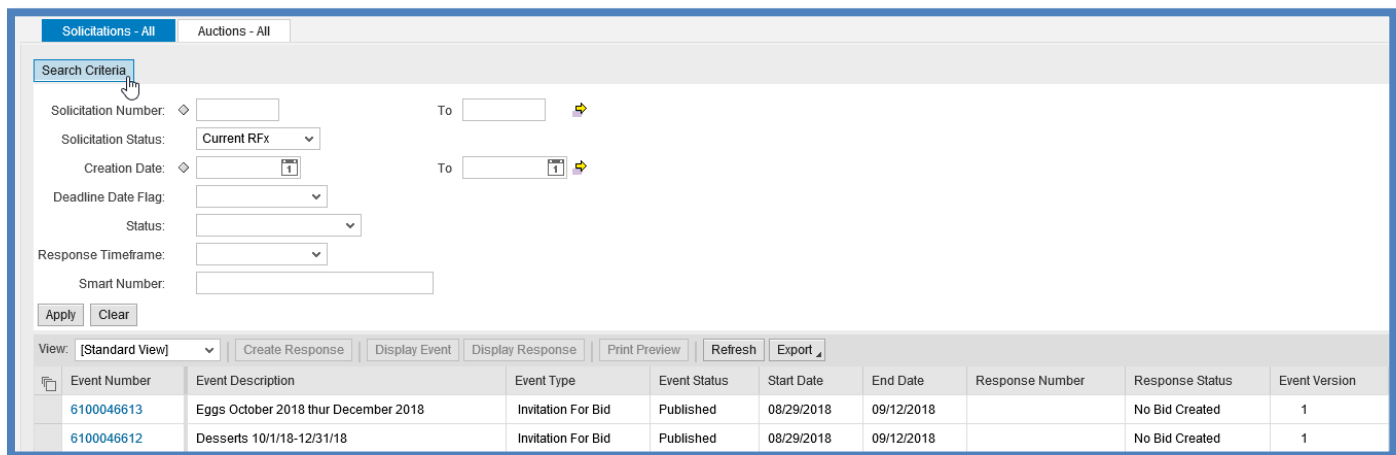 Solicitations - All Auctions - All
Search Criteria
Solicitation Number: To
Solicitation Status: Current RFx
Creation Date: 1 To 1
Deadline Date Flag:
Status:
Response Timeframe:
Smart Number:
Apply Clear
View: [Standard View] Create Response Display Event Display Response Print Preview Refresh Export
Event Number Event Description Event Type Event Status Start Date End Date Response Number Response Status Event Version
6100046613 Eggs October 2018 thur December 2018 Invitation For Bid Published 08/29/2018 09/12/2018 No Bid Created 1
6100046612 Desserts 10/1/18-12/31/18 Invitation For Bid Published 08/29/2018 09/12/2018 No Bid Created 1